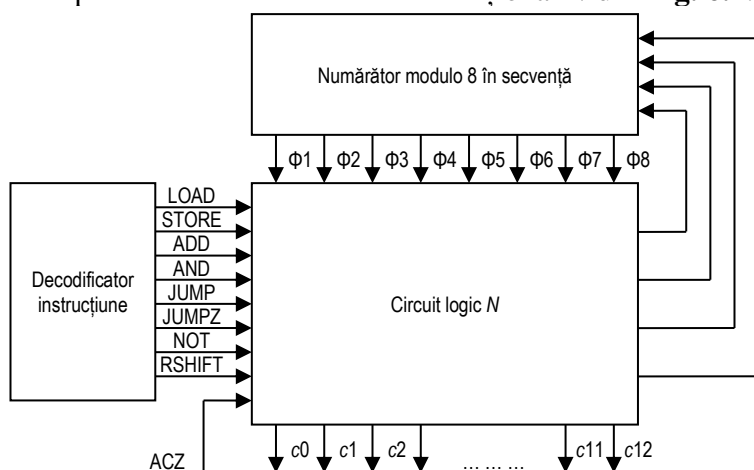 Numărător modulo 8 în secvență
Φ1 Φ2 Φ3 Φ4 Φ5 Φ6 Φ7 Φ8
LOAD
STORE
ADD
AND
JUMP
JUMPZ
NOT
RSHIFT
Decodificator
instrucțiune
Circuit logic N
ACZ
c0 c1 c2 ... ... ... c11 c12